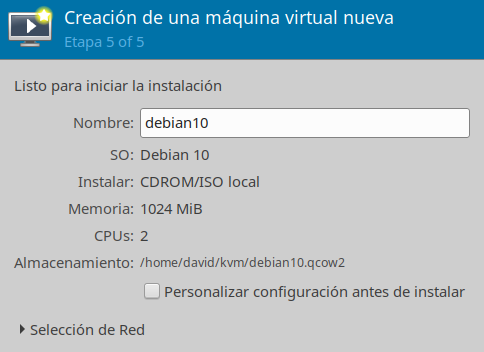 Creación de una máquina virtual nueva
Etapa 5 of 5
Listo para iniciar la instalación
Nombre: debian10
SO: Debian 10
Instalar: CDROM/ISO local
Memoria: 1024 MiB
CPUs: 2
Almacenamiento: /home/david/kvm/debian10.qcow2
Personalizar configuración antes de instalar
Selección de Red